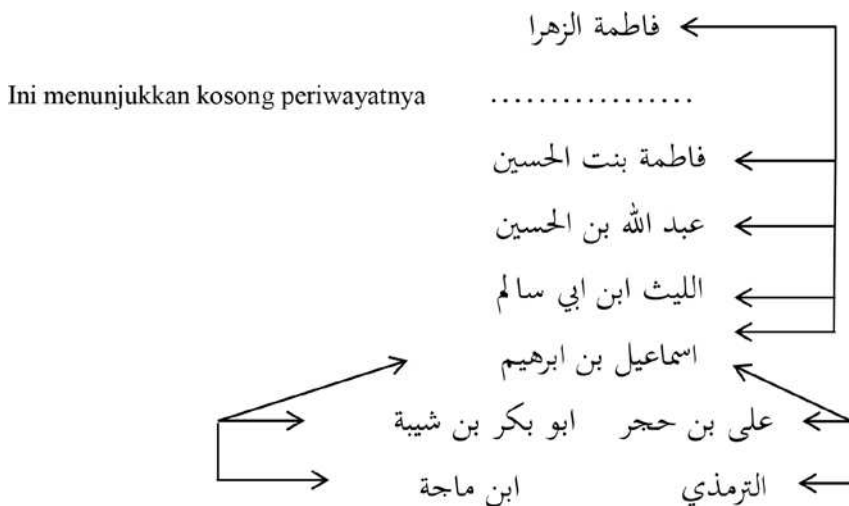 فاطمة الزهرا
Ini menunjukkan kosong periwayatnya .................
فاطمة بنت الحسين
عبد الله بن الحسين
الليث ابن ابي سالم
اسماعيل بن ابرهيم
على بن حجر ابو بكر بن شيبة
الترمذي ابن ماجة